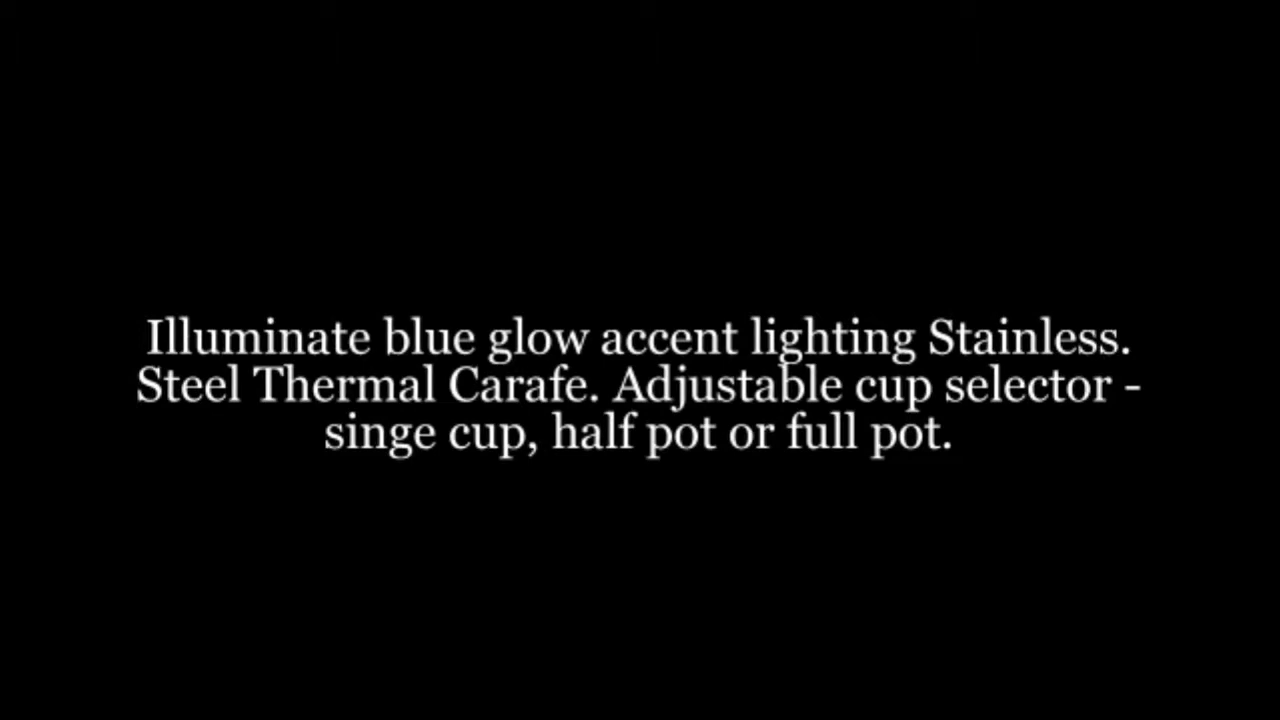 Illuminate blue glow accent lighting Stainless.
Steel Thermal Carafe. Adjustable cup selector -
singe cup, half pot or full pot.